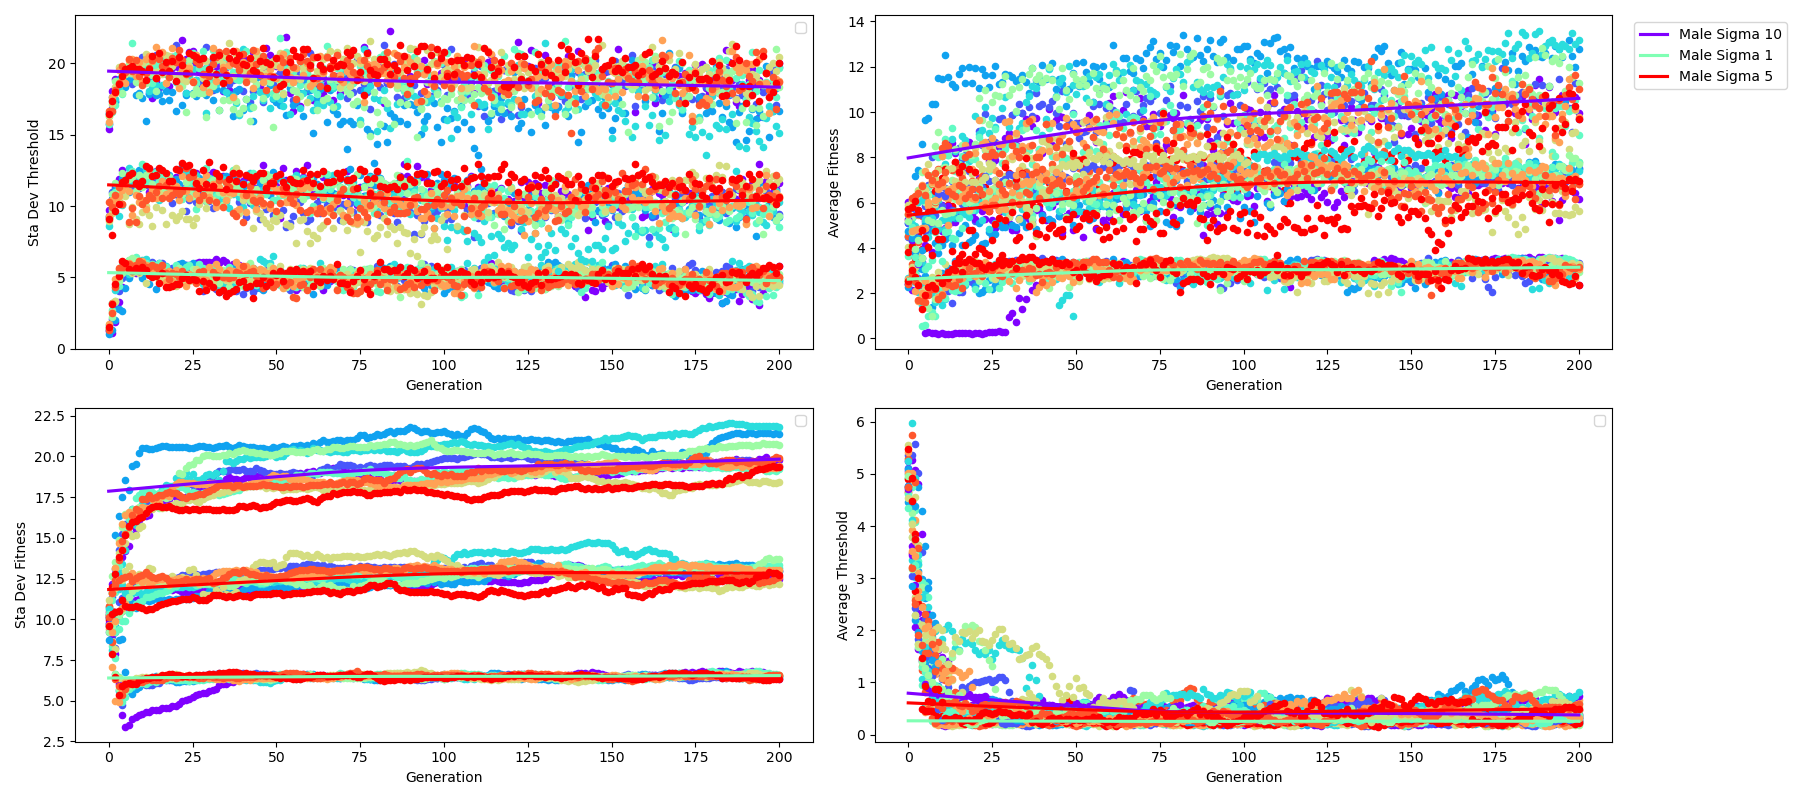 20
15
10
5
0
Sta Dev Threshold
0 25 50 75 100 125 150 175 200
Generation
14
12
10
8
6
4
2
0
Average Fitness
0 25 50 75 100 125 150 175 200
Generation
Male Sigma 10
Male Sigma 1
Male Sigma 5
22.5
20.0
17.5
15.0
12.5
10.0
7.5
5.0
2.5
Sta Dev Fitness
0 25 50 75 100 125 150 175 200
Generation
6
5
4
3
2
1
0
Average Threshold
0 25 50 75 100 125 150 175 200
Generation